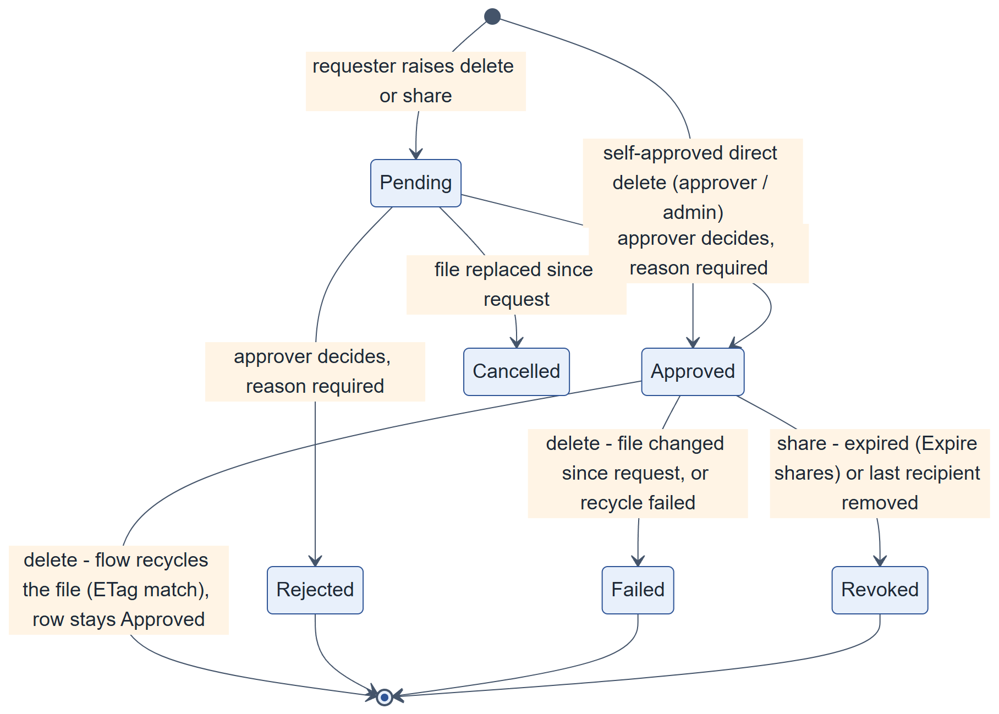 requester raises delete
or share
self-approved direct
delete (approver /
admin)
Pending
approver decides,
reason required
file replaced since
request
approver decides,
reason required
Cancelled
Approved
delete - file changed
since request, or
recycle failed
share - expired (Expire
shares) or last recipient
removed
delete - flow recycles
the file (ETag match),
row stays Approved
Rejected
Failed
Revoked